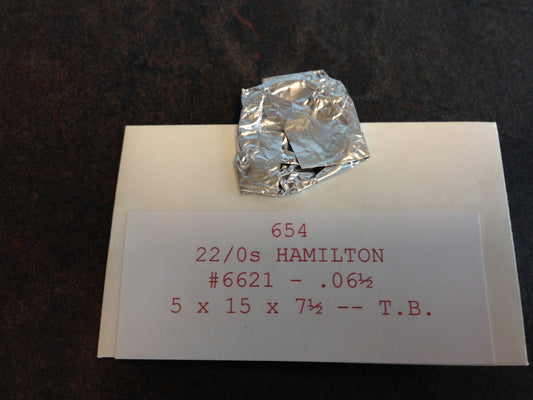 654
22/0s HAMILTON
#6621 - .06½
5 x 15 x 7½ -- T.B.